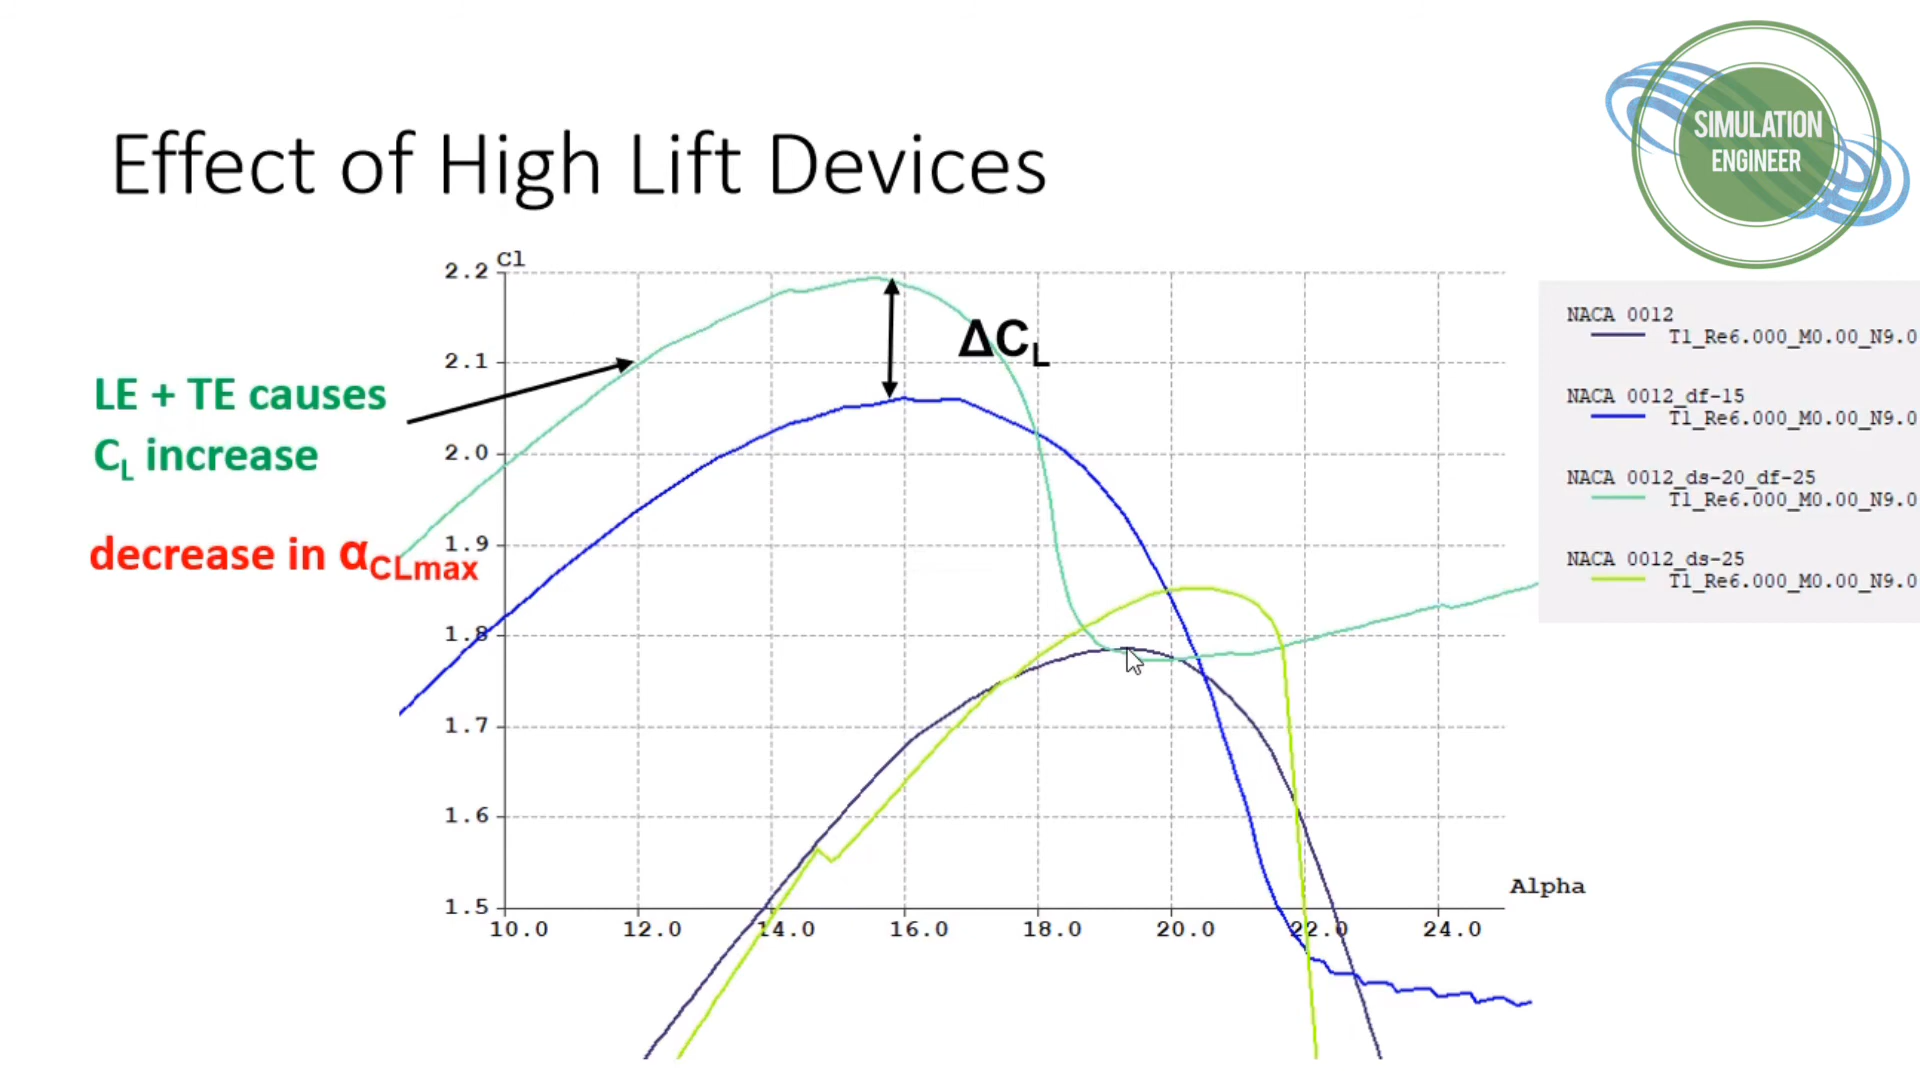 Effect of High Lift Devices
SIMULATION
ENGINEER
Cl
2.2
2.1
2.0
1.9
1.8
1.7
1.6
1.5
10.0 12.0 14.0 16.0 18.0 20.0 22.0 24.0
Alpha
ΔCL
LE + TE causes
CL increase
decrease in αCLmax
NACA 0012
T1_Re6.000_M0.00_N9.0
NACA 0012_df-15
T1_Re6.000_M0.00_N9.0
NACA 0012_ds-20_df-25
T1_Re6.000_M0.00_N9.0
NACA 0012_ds-25
T1_Re6.000_M0.00_N9.0